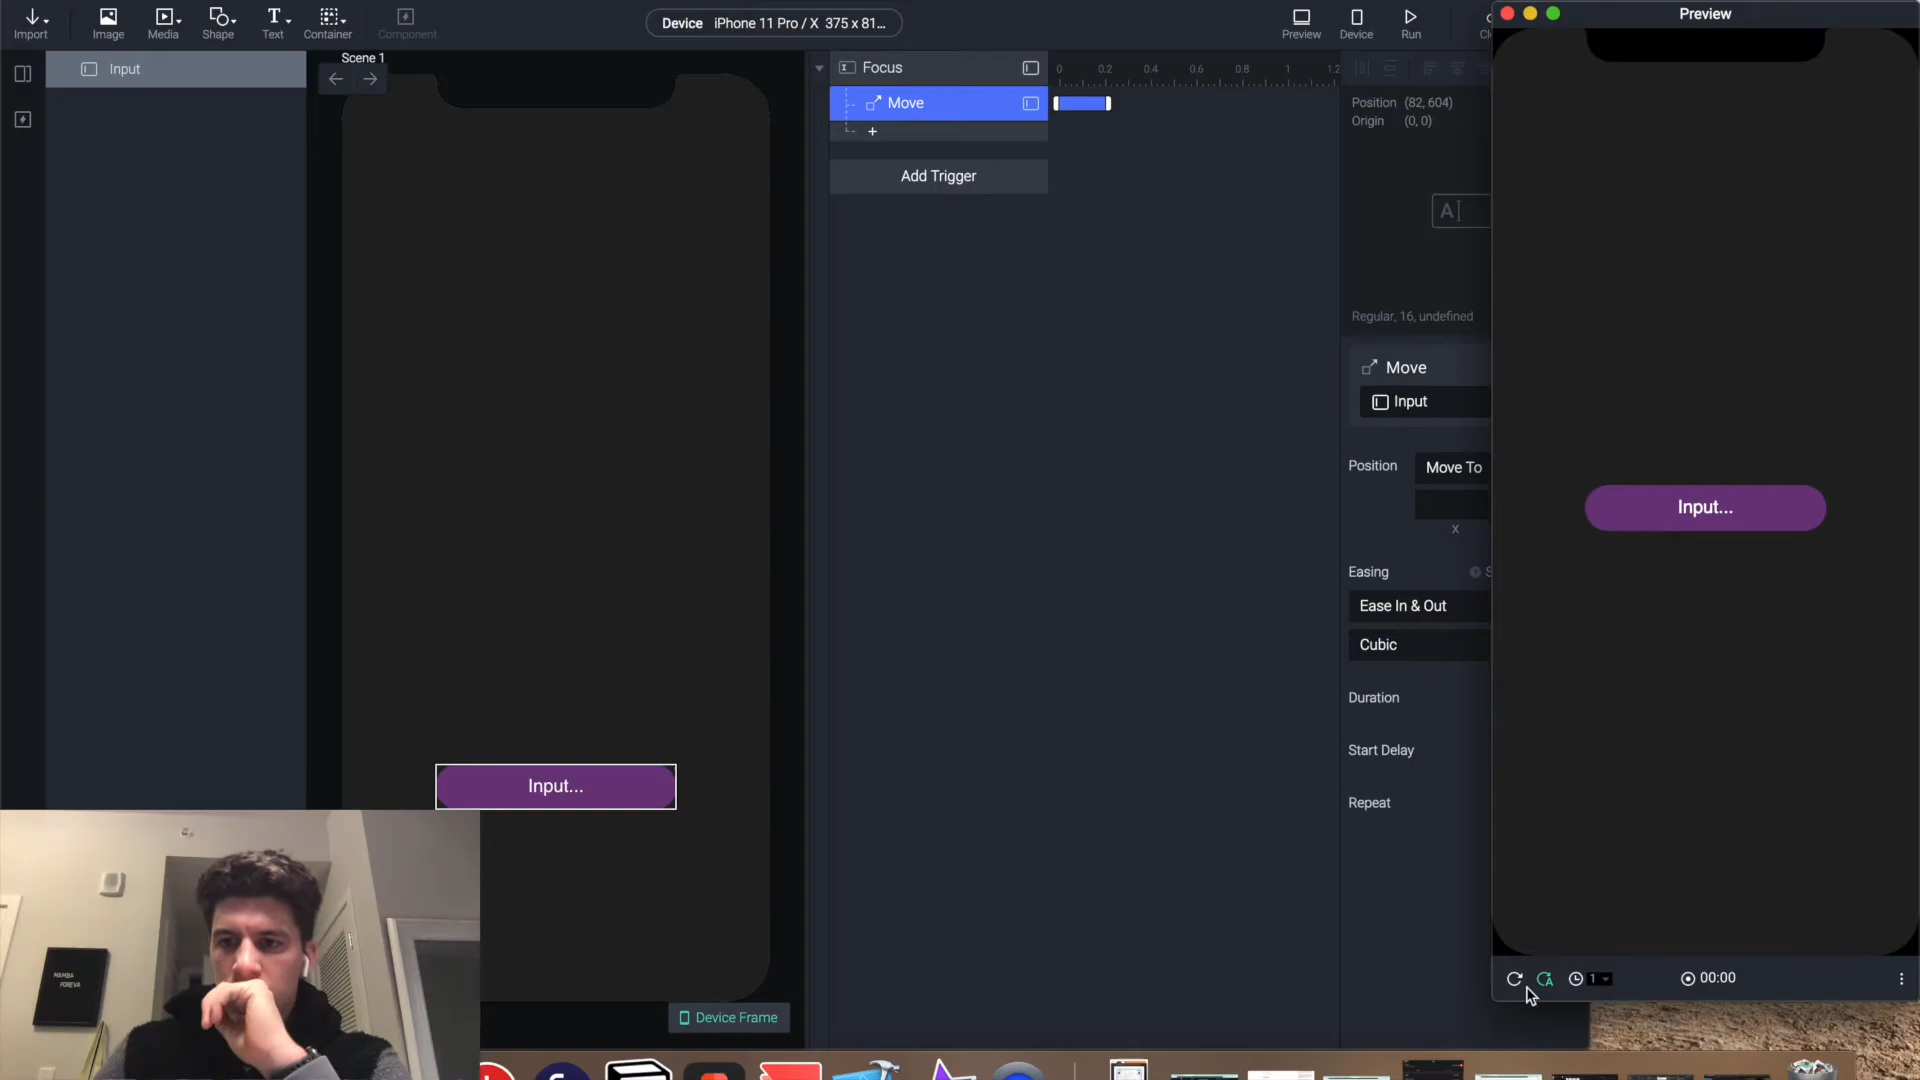 Import
Image
Media
Shape
Text
Container
Component
Device iPhone 11 Pro / X 375 x 81...
Preview
Device
Run
Preview
Input
Scene 1
Focus
0 0.2 0.4 0.6 0.8 1 1.2
Move
+
Add Trigger
Position (82, 604)
Origin (0, 0)
A
Regular, 16, undefined
Move
Input
Position Move To
X
Easing
Ease In & Out
Cubic
Duration
Start Delay
Repeat
Input...
Input...
Device Frame
1
00:00
MAMBA
FOREVA